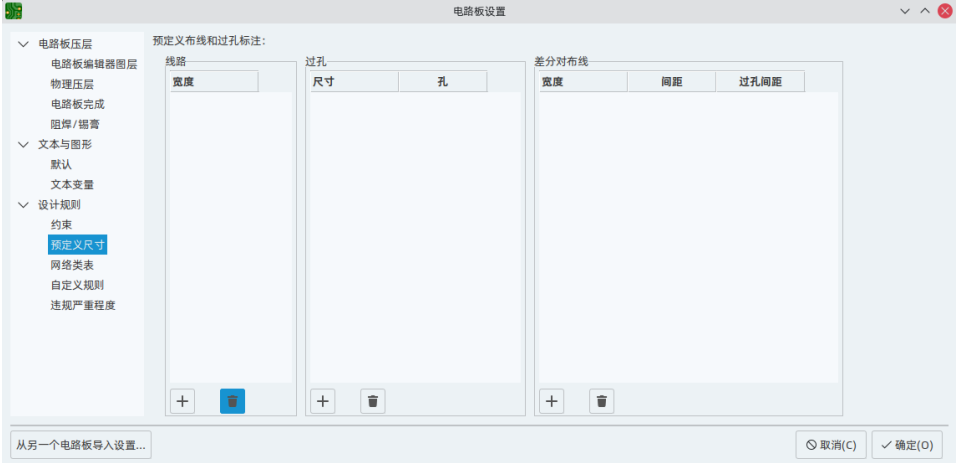 电路板设置
电路板压层
电路板编辑器图层
物理压层
电路板完成
阻焊/锡膏
文本与图形
默认
文本变量
设计规则
约束
预定义尺寸
网络类表
自定义规则
违规严重程度
预定义布线和过孔标注:
线路
宽度
过孔
尺寸 孔
差分对布线
宽度 间距 过孔间距
从另一个电路板导入设置...
取消(C) 确定(O)